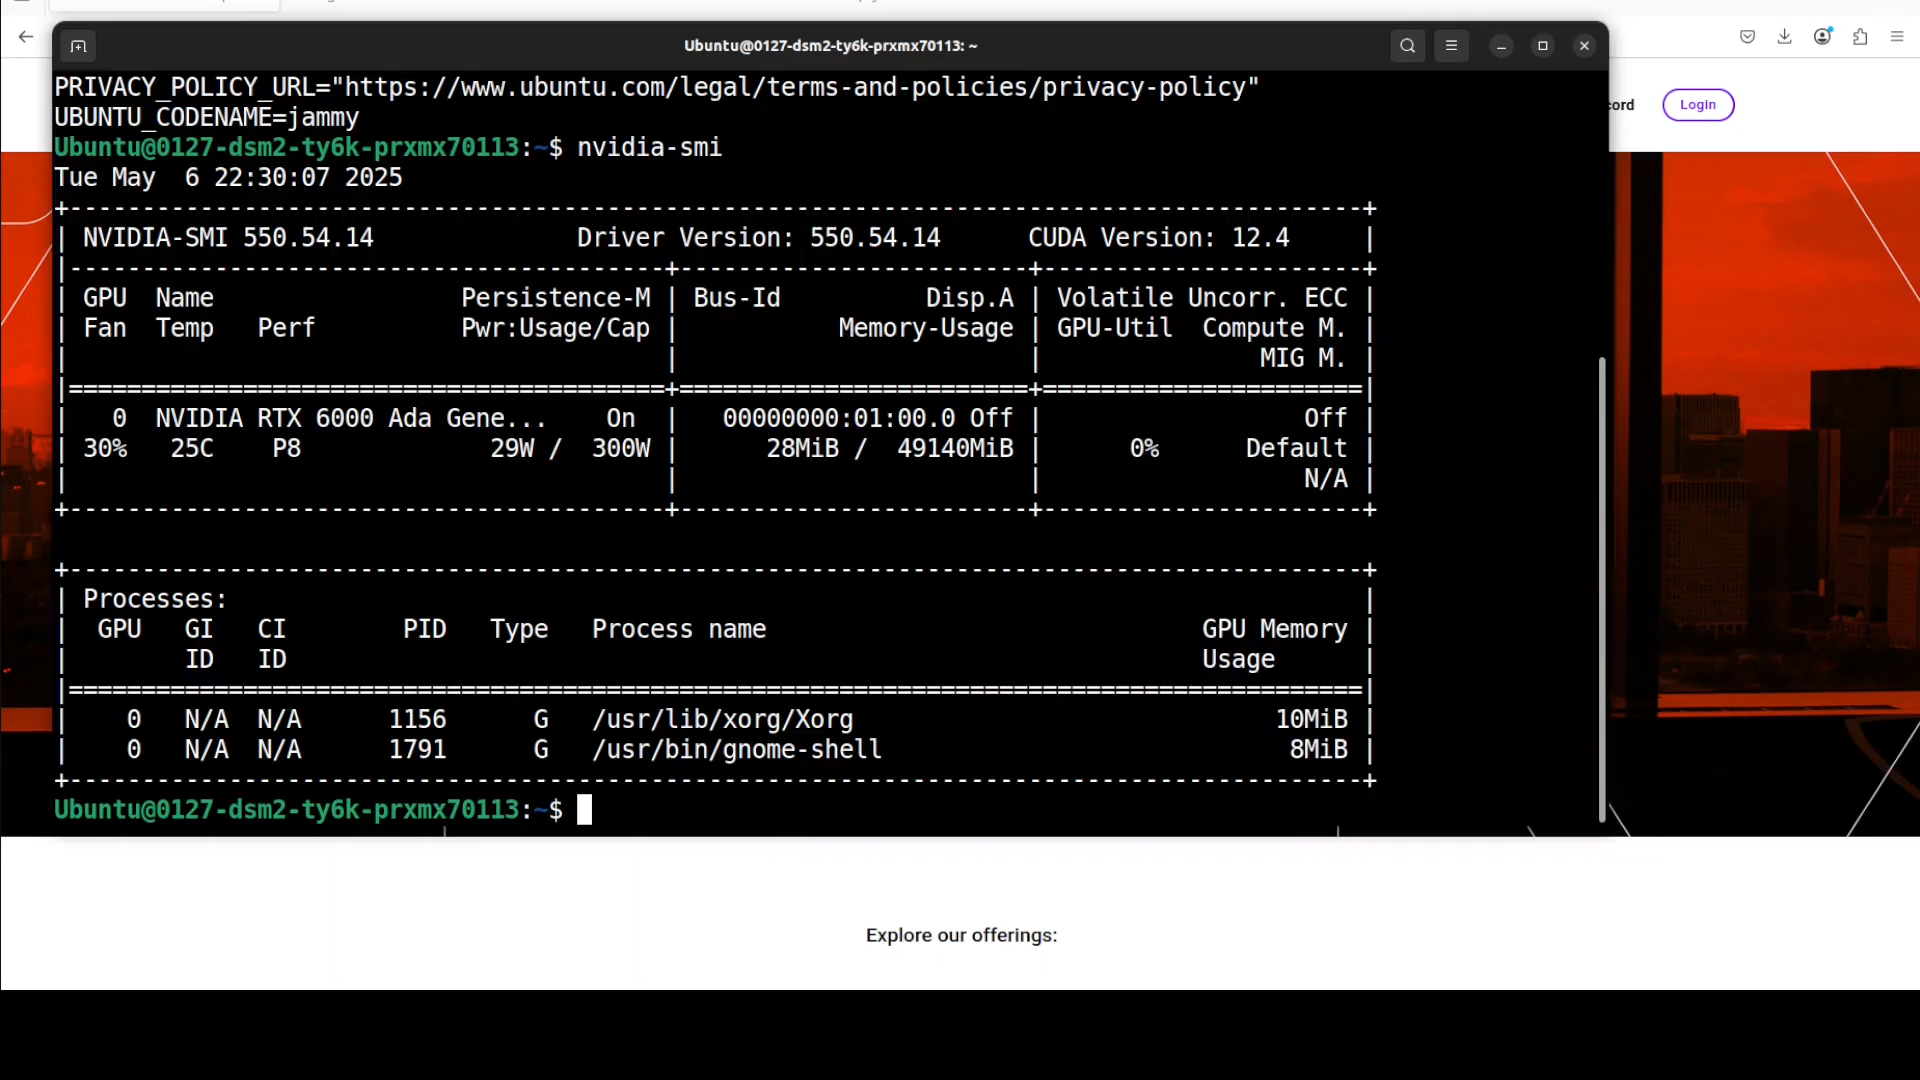 Ubuntu@0127-dsm2-ty6k-prxmx70113: ~
PRIVACY_POLICY_URL="https://www.ubuntu.com/legal/terms-and-policies/privacy-policy"
UBUNTU_CODENAME=jammy
Ubuntu@0127-dsm2-ty6k-prxmx70113:~$ nvidia-smi
Tue May  6 22:30:07 2025
+-----------------------------------------------------------------------------------------+
| NVIDIA-SMI 550.54.14              Driver Version: 550.54.14      CUDA Version: 12.4     |
|-----------------------------------------+------------------------+----------------------+
| GPU  Name                 Persistence-M | Bus-Id          Disp.A | Volatile Uncorr. ECC |
| Fan  Temp   Perf          Pwr:Usage/Cap |           Memory-Usage | GPU-Util  Compute M. |
|                                         |                        |               MIG M. |
|=========================================+========================+======================|
|   0  NVIDIA RTX 6000 Ada Gene...    On  |   00000000:01:00.0 Off |                  Off |
| 30%   25C    P8             29W /  300W |      28MiB /  49140MiB |      0%      Default |
|                                         |                        |                  N/A |
+-----------------------------------------+------------------------+----------------------+
+-----------------------------------------------------------------------------------------+
| Processes:                                                                              |
|  GPU   GI   CI        PID   Type   Process name                              GPU Memory |
|        ID   ID                                                               Usage      |
|=========================================================================================|
|    0   N/A  N/A      1156      G   /usr/lib/xorg/Xorg                             10MiB |
|    0   N/A  N/A      1791      G   /usr/bin/gnome-shell                            8MiB |
+-----------------------------------------------------------------------------------------+
Ubuntu@0127-dsm2-ty6k-prxmx70113:~$
Login
Explore our offerings: